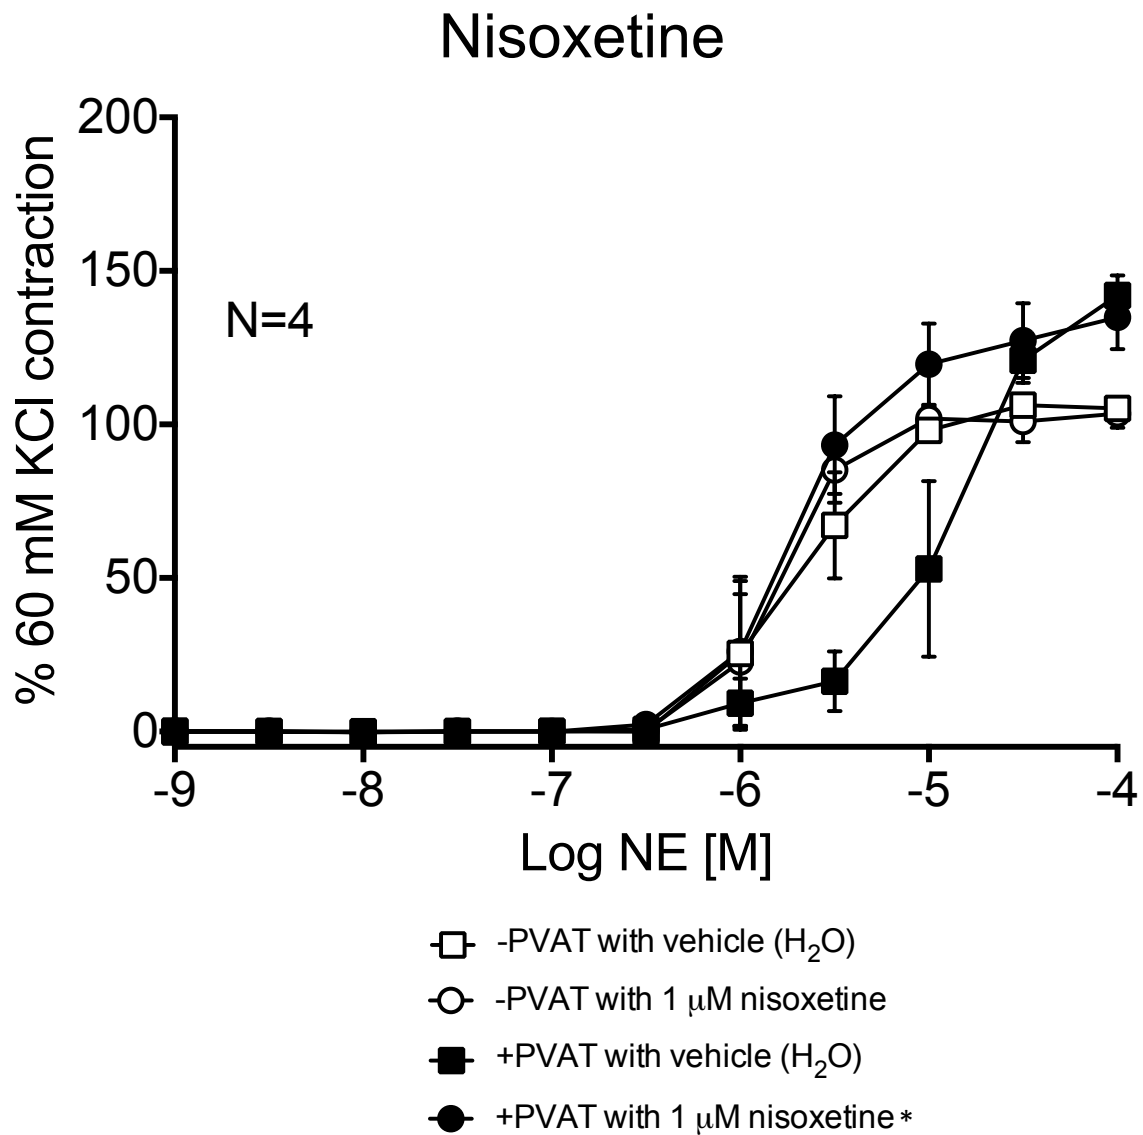 Nisoxetine
% 60 mM KCl contraction
200
150
100
50
0
N=4
-9 -8 -7 -6 -5 -4
Log NE [M]
-PVAT with vehicle (H₂O)
-PVAT with 1 μM nisoxetine
+PVAT with vehicle (H₂O)
+PVAT with 1 μM nisoxetine*